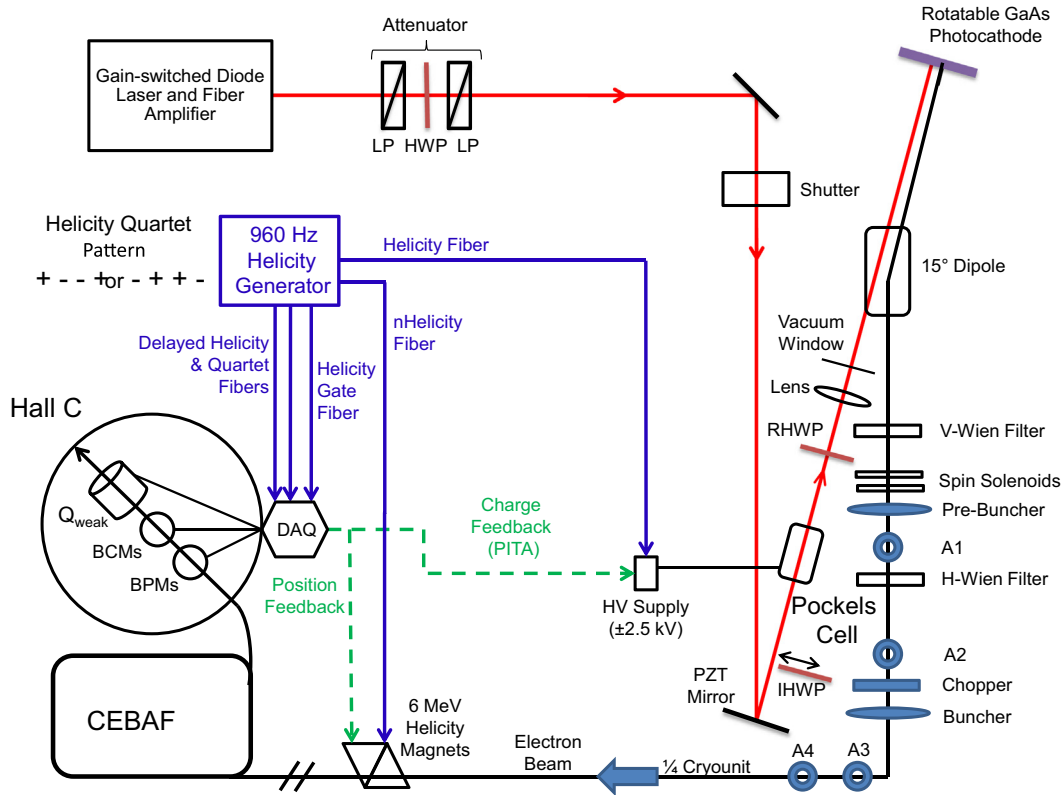 Rotatable GaAs
Photocathode
Attenuator
Gain-switched Diode
Laser and Fiber
Amplifier
LP HWP LP
Shutter
Helicity Quartet
Pattern
+ - - + or - + + -
960 Hz
Helicity
Generator
Helicity Fiber
15° Dipole
nHelicity
Fiber
Vacuum
Window
Delayed Helicity
& Quartet
Fibers
Helicity
Gate
Fiber
Lens
Hall C
RHWP
V-Wien Filter
Spin Solenoids
Pre-Buncher
Qweak
BCMs
BPMs
DAQ
Charge
Feedback
(PITA)
A1
H-Wien Filter
Position
Feedback
HV Supply
(±2.5 kV)
Pockels
Cell
A2
PZT
Mirror
IHWP
Chopper
Buncher
CEBAF
6 MeV
Helicity
Magnets
Electron
Beam
¼ Cryounit
A4
A3